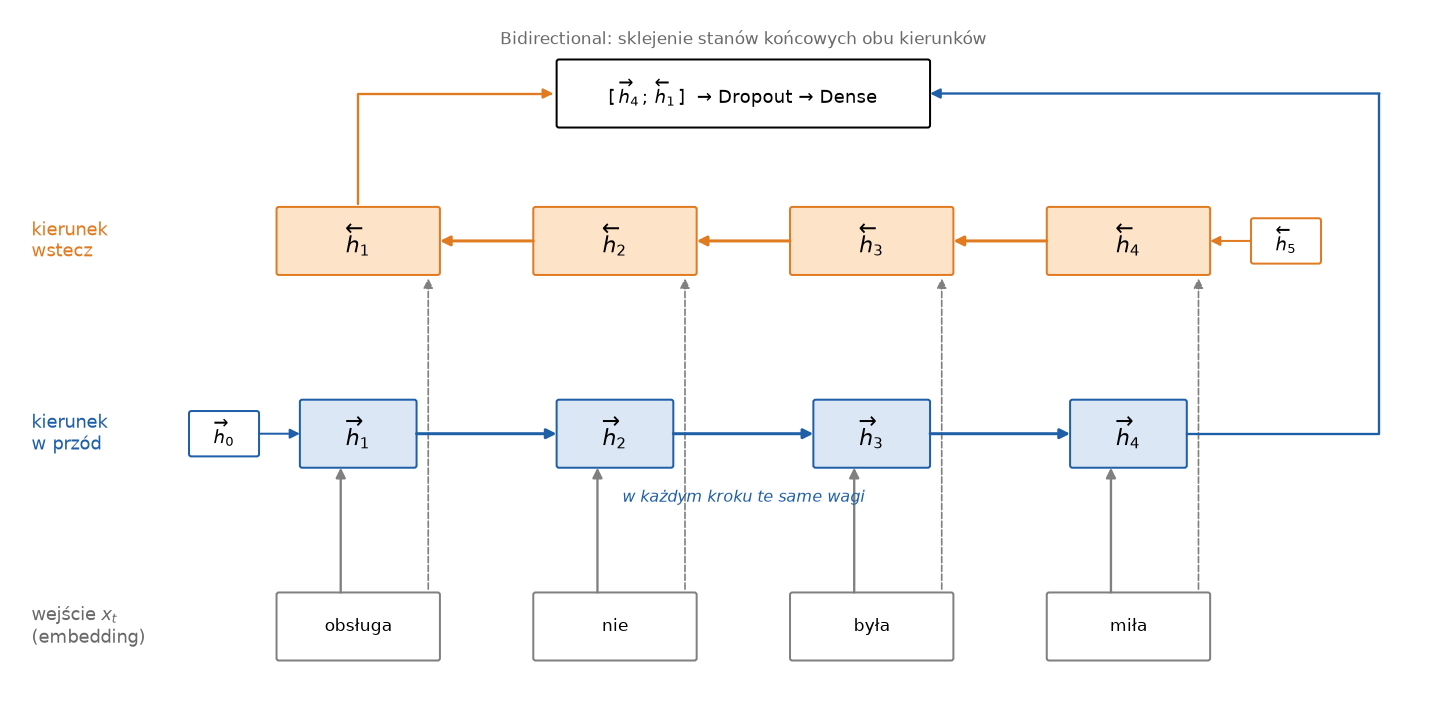 Bidirectional: sklejenie stanów końcowych obu kierunków
[h⃗₄; h⃖₁] → Dropout → Dense
kierunek
wstecz
h⃖₁
h⃖₂
h⃖₃
h⃖₄
h⃖₅
kierunek
w przód
h⃗₀
h⃗₁
h⃗₂
h⃗₃
h⃗₄
w każdym kroku te same wagi
wejście xₜ
(embedding)
obsługa
nie
była
miła